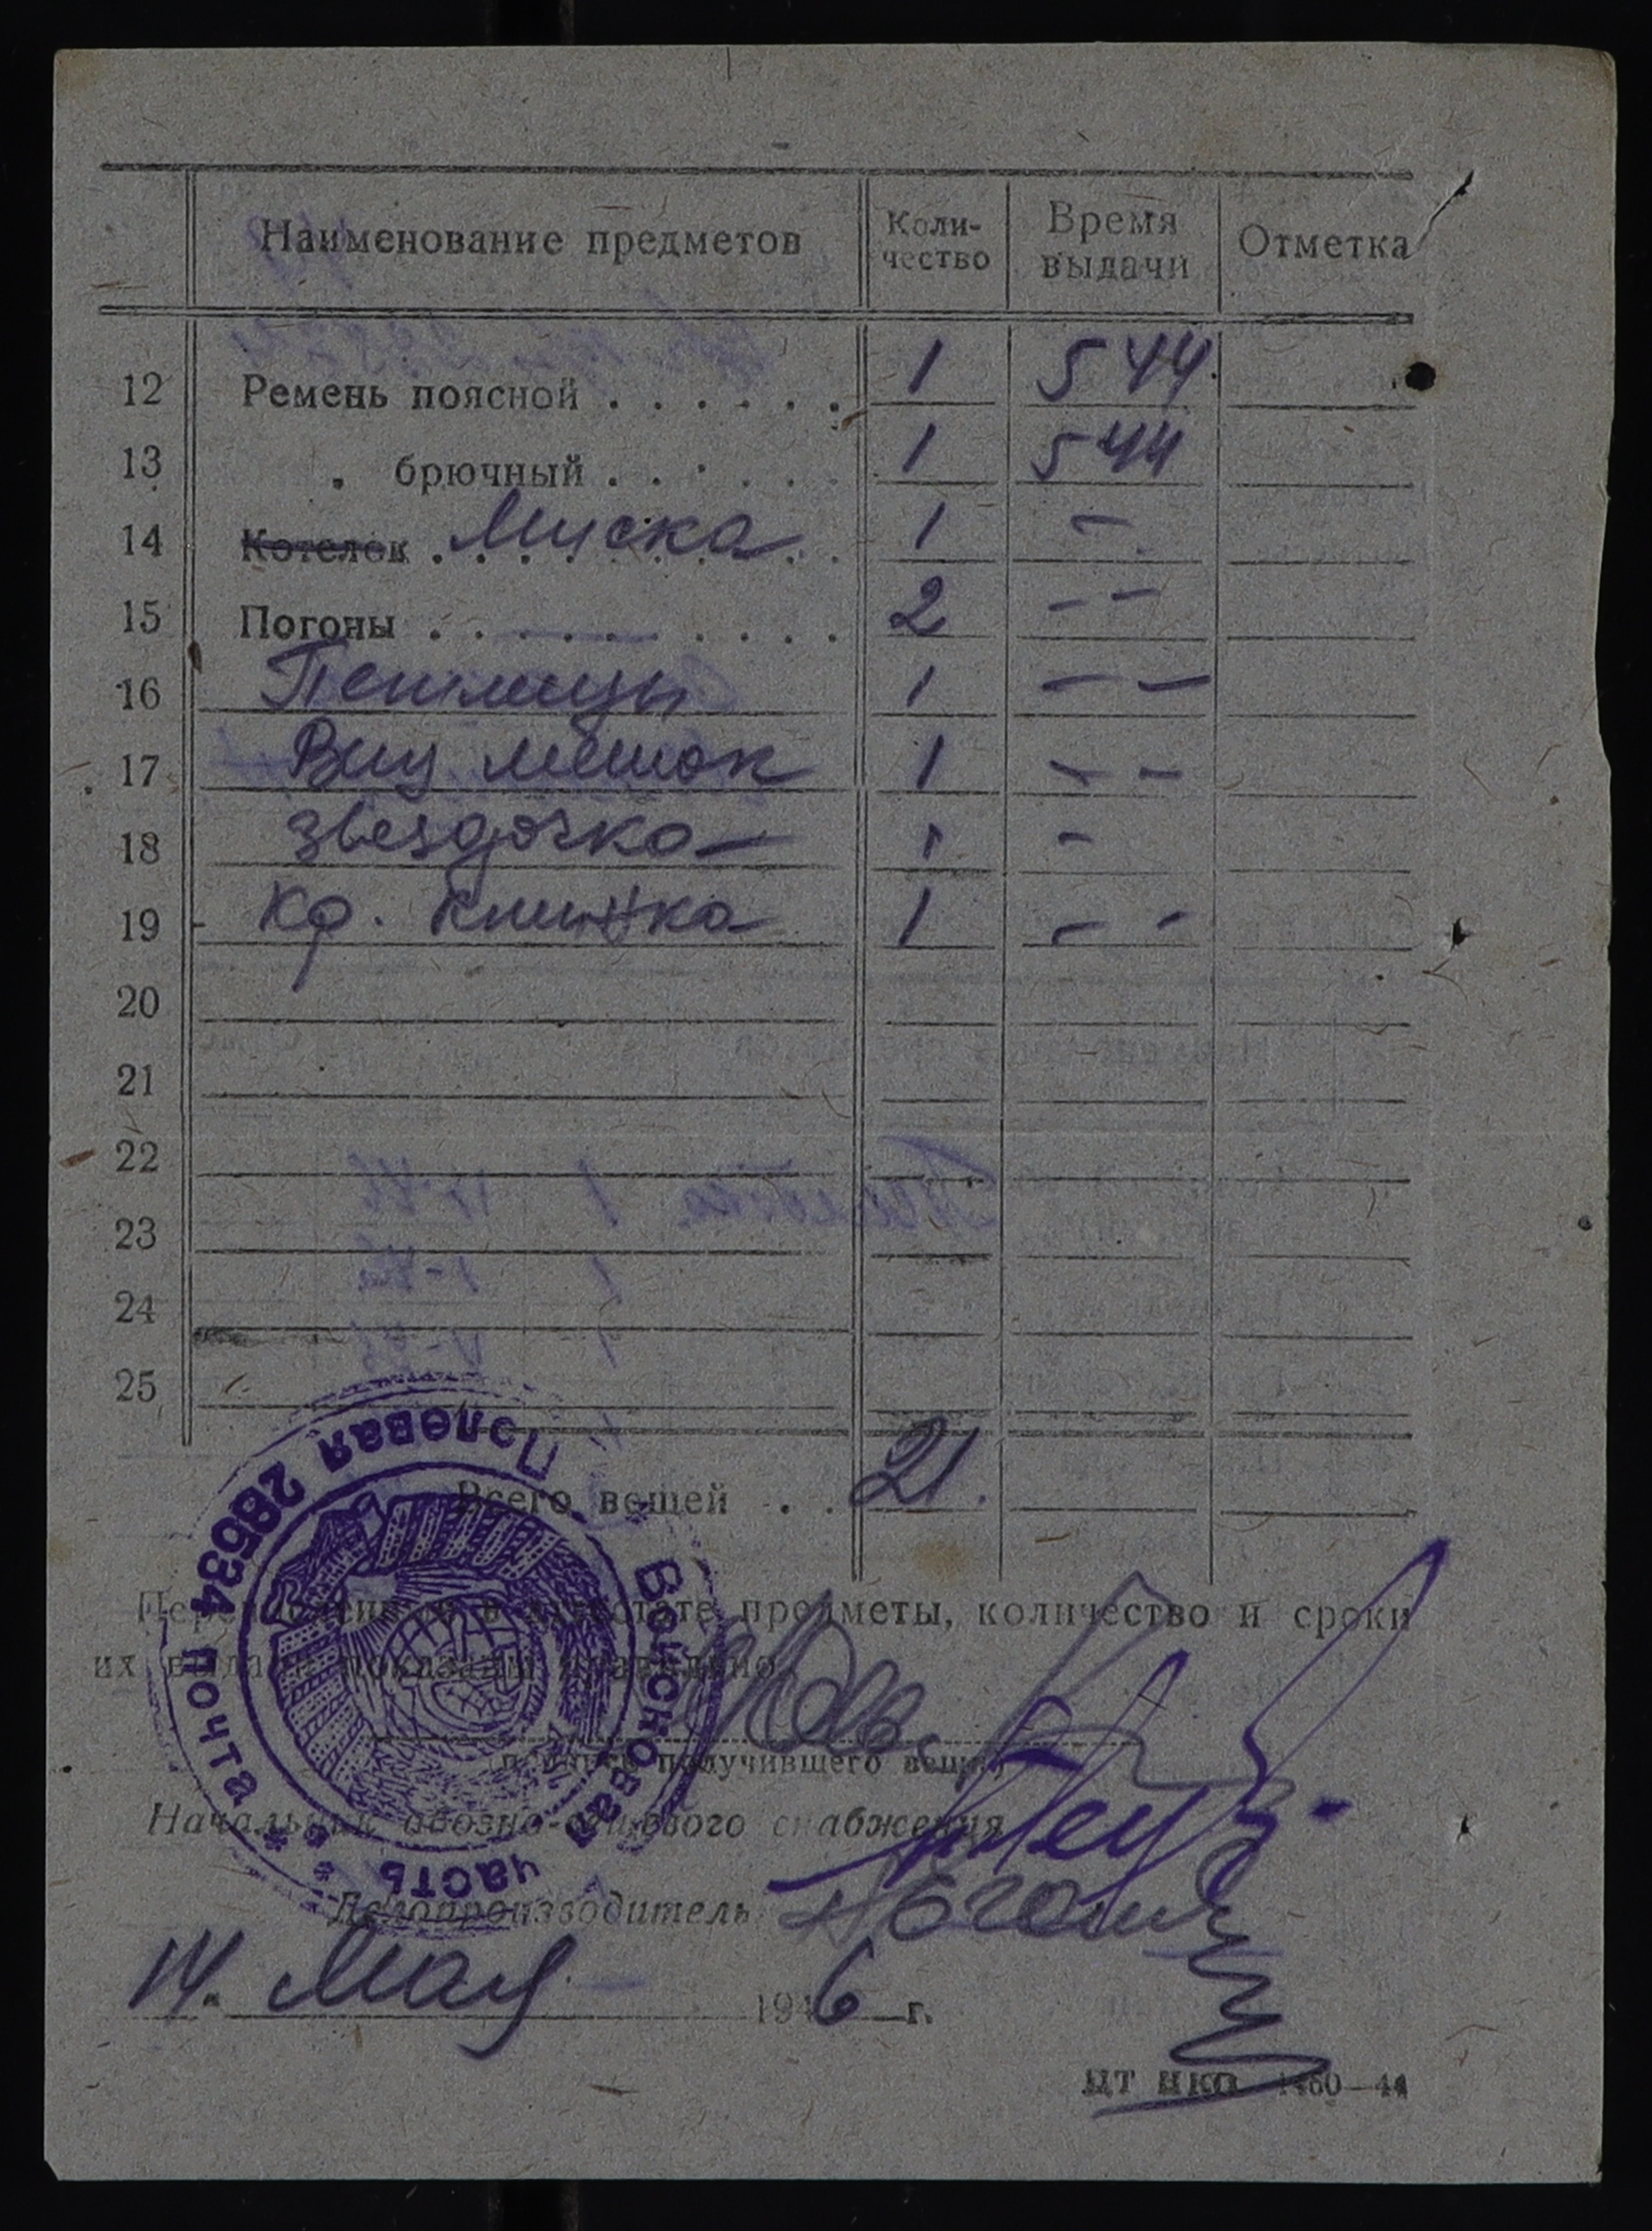 Наименование предметов Коли-чество Время выдачи Отметка
12 Ремень поясной . . . . . . 1 5 44
13 " брючный . . . . . 1 5 44
14 Котелок Миска 1 —
15 Погоны . . . . . . . . . 2 — —
16 Петлицы 1 — —
17 Вищ мешок 1 — —
18 Звездочка 1 —
19 Кр. Книжка 1 — —
20
21
22
23
24
25
Всего вещей . . 21.
Перечисленные в аттестате предметы, количество и сроки
их выдачи показаны правильно
подпись получившего вещи
Начальник обозно-вещевого снабжения
Делопроизводитель
14. Мая 1946 г.
ЦТ НКО 1460—44
Войсковая часть * * * Полевая почта 28534